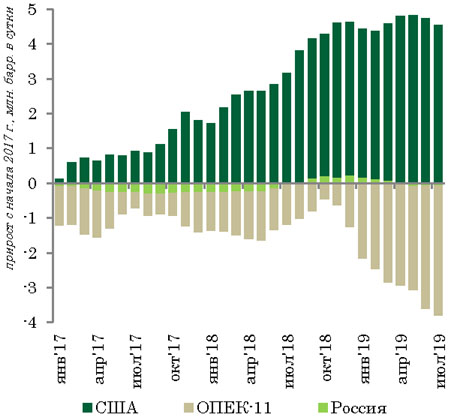 прирост с начала 2017 г., млн. барр. в сутки
5
4
3
2
1
0
-1
-2
-3
-4
янв'17
апр'17
июл'17
окт'17
янв'18
апр'18
июл'18
окт'18
янв'19
апр'19
июл'19
США
ОПЕК-11
Россия